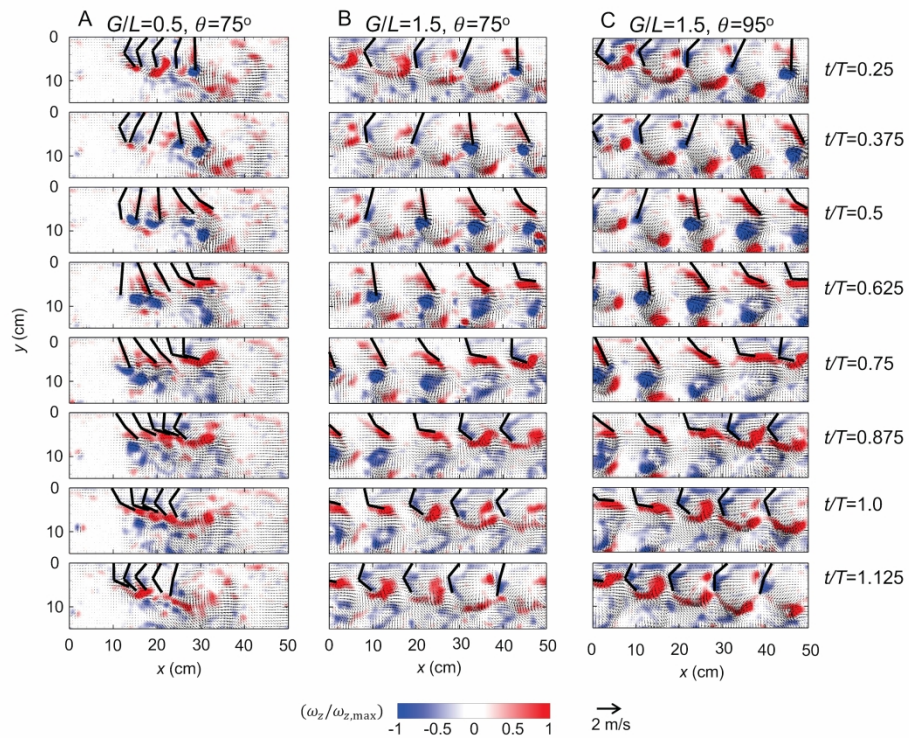 A G/L=0.5, θ=75° B G/L=1.5, θ=75° C G/L=1.5, θ=95°
0 10 t/T=0.25
0 10 t/T=0.375
0 10 t/T=0.5
0 10 t/T=0.625
y (cm)
0 10 t/T=0.75
0 10 t/T=0.875
0 10 t/T=1.0
0 10 t/T=1.125
0 10 20 30 40 50 0 10 20 30 40 50 0 10 20 30 40 50
x (cm) x (cm) x (cm)
(ω_z/ω_z,max)
-1 -0.5 0 0.5 1 2 m/s